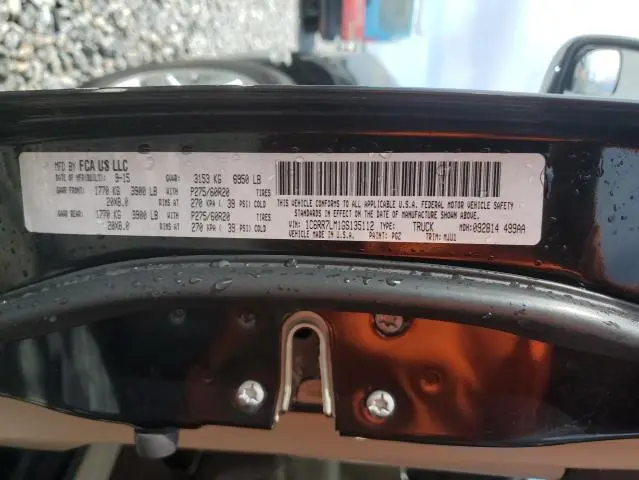 MFD BY FCA US LLC
DATE OF MFR(BUILT): 9-15 GVWR: 3153 KG 6950 LB
GAWR FRONT: 1770 KG 3900 LB WITH P275/60R20 TIRES
20X8.0 RIMS AT 270 KPA ( 39 PSI) COLD
GAWR REAR: 1770 KG 3900 LB WITH P275/60R20 TIRES
20X8.0 RIMS AT 270 KPA ( 39 PSI) COLD
THIS VEHICLE CONFORMS TO ALL APPLICABLE U.S.A. FEDERAL MOTOR VEHICLE SAFETY
STANDARDS IN EFFECT ON THE DATE OF MANUFACTURE SHOWN ABOVE.
VIN: 1C6RR7LM1GS135112 TYPE: TRUCK MDH: 092814 499AA
MADE IN U.S.A. PAINT: PGZ TRIM: MJU1